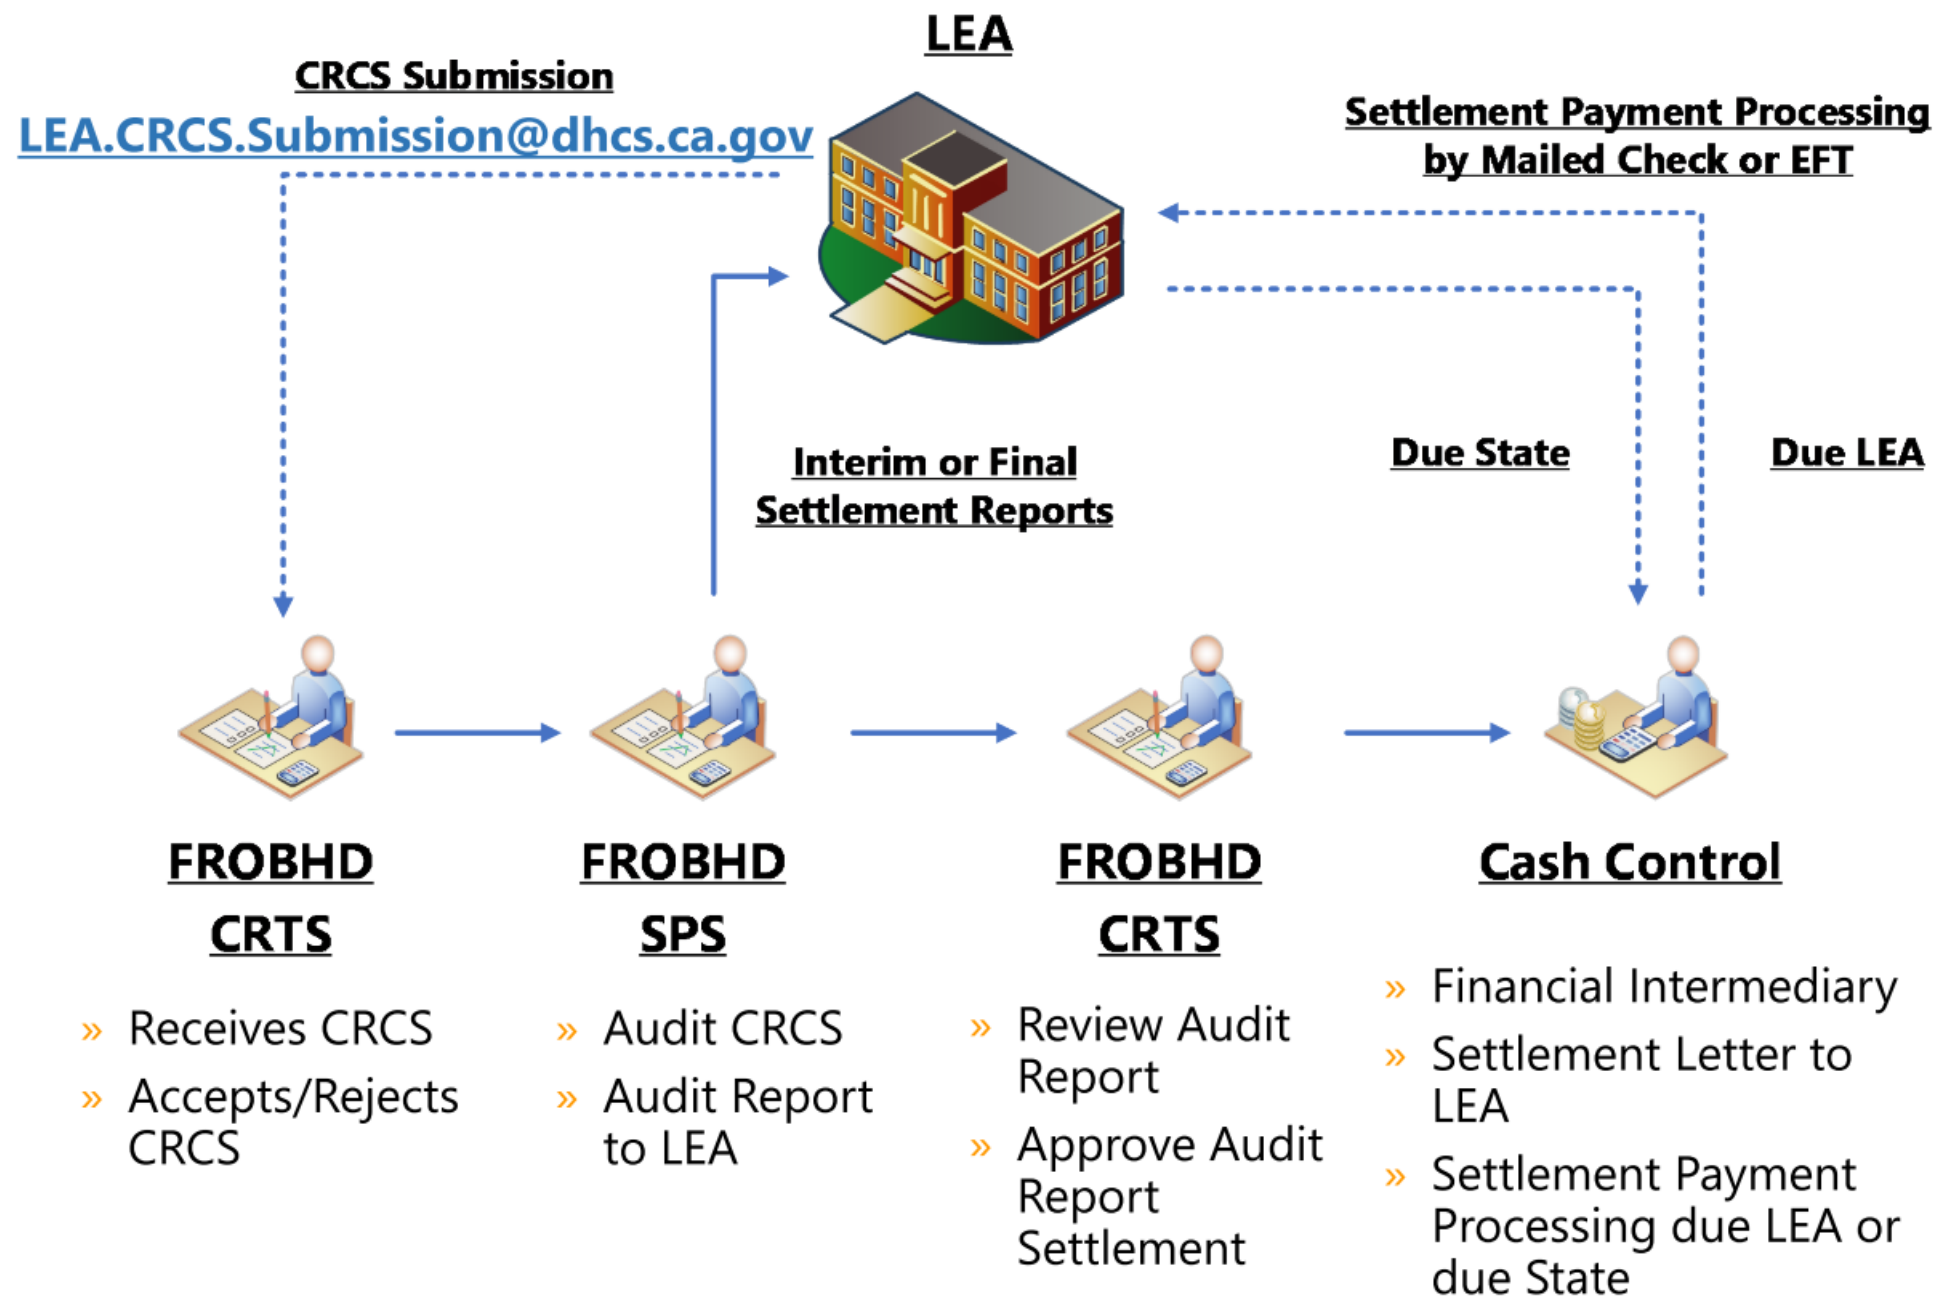 LEA
CRCS Submission
LEA.CRCS.Submission@dhcs.ca.gov
Settlement Payment Processing
by Mailed Check or EFT
Interim or Final
Settlement Reports
Due State
Due LEA
FROBHD
CRTS
» Receives CRCS
» Accepts/Rejects
CRCS
FROBHD
SPS
» Audit CRCS
» Audit Report
to LEA
FROBHD
CRTS
» Review Audit
Report
» Approve Audit
Report
Settlement
Cash Control
» Financial Intermediary
» Settlement Letter to
LEA
» Settlement Payment
Processing due LEA or
due State